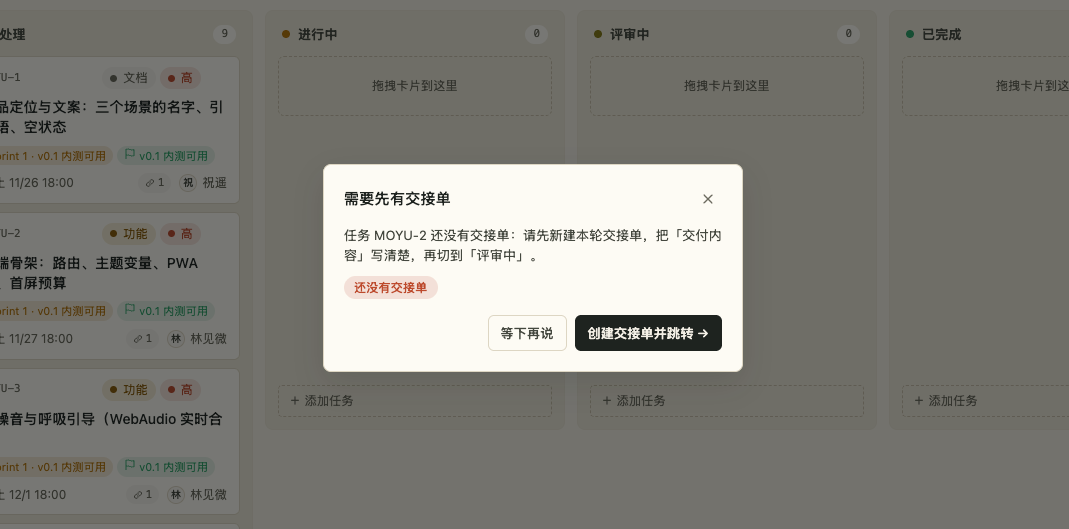 处理
9
进行中
0
评审中
0
已完成
U-1
文档
高
品定位与文案：三个场景的名字、引
语、空状态
rint 1 · v0.1 内测可用
v0.1 内测可用
11/26 18:00
1
祝
祝遥
U-2
功能
高
端骨架：路由、主题变量、PWA
、首屏预算
rint 1 · v0.1 内测可用
v0.1 内测可用
11/27 18:00
1
林
林见微
U-3
功能
高
噪音与呼吸引导（WebAudio 实时合
rint 1 · v0.1 内测可用
v0.1 内测可用
12/1 18:00
1
林
林见微
拖拽卡片到这里
+ 添加任务
拖拽卡片到这里
+ 添加任务
拖拽卡片到这
+ 添加任务
需要先有交接单
×
任务 MOYU-2 还没有交接单：请先新建本轮交接单，把「交付内
容」写清楚，再切到「评审中」。
还没有交接单
等下再说
创建交接单并跳转 →